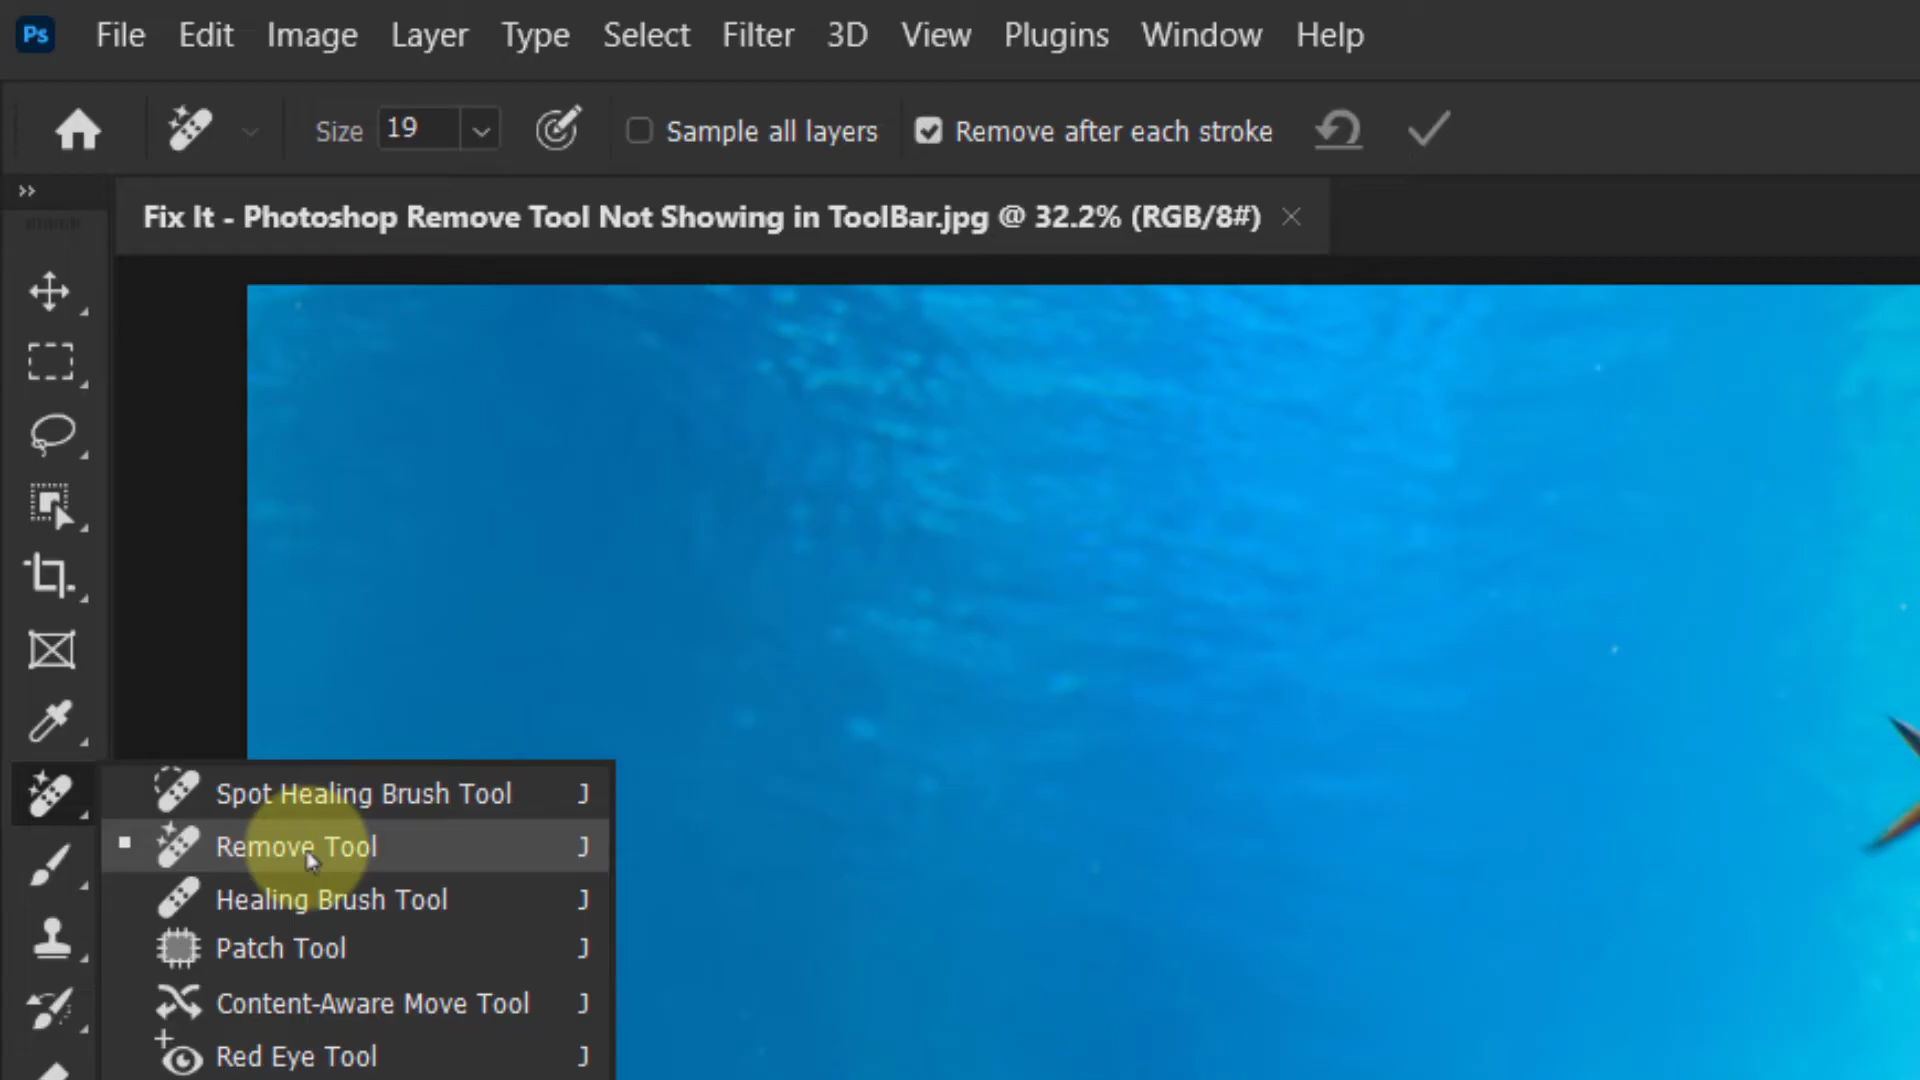 Ps File Edit Image Layer Type Select Filter 3D View Plugins Window Help
Size 19 Sample all layers Remove after each stroke
Fix It - Photoshop Remove Tool Not Showing in ToolBar.jpg @ 32.2% (RGB/8#)
Spot Healing Brush Tool J
Remove Tool J
Healing Brush Tool J
Patch Tool J
Content-Aware Move Tool J
Red Eye Tool J